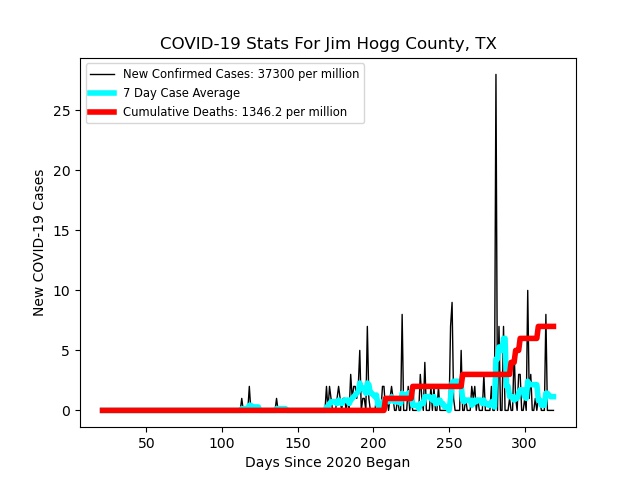 COVID-19 Stats For Jim Hogg County, TX
New Confirmed Cases: 37300 per million
7 Day Case Average
Cumulative Deaths: 1346.2 per million
New COVID-19 Cases
25
20
15
10
5
0
50 100 150 200 250 300
Days Since 2020 Began